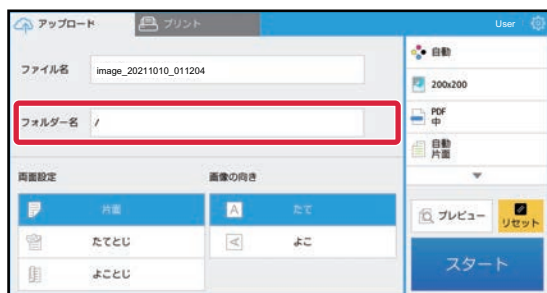 アップロード
プリント
User
ファイル名
image_20211010_011204
フォルダー名
/
両面設定
片面
たてとじ
よことじ
画像の向き
A
たて
A
よこ
自動
200x200
PDF
中
自動
片面
プレビュー
リセット
スタート